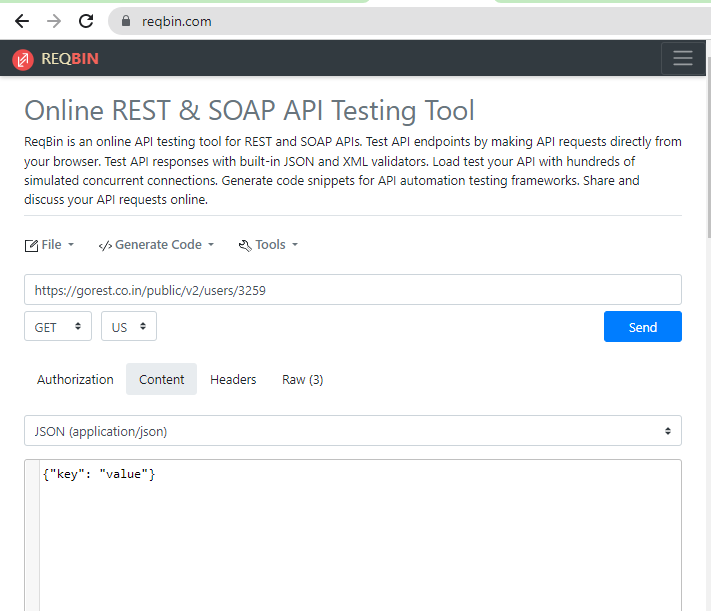 reqbin.com
REQBIN
Online REST & SOAP API Testing Tool
ReqBin is an online API testing tool for REST and SOAP APIs. Test API endpoints by making API requests directly from
your browser. Test API responses with built-in JSON and XML validators. Load test your API with hundreds of
simulated concurrent connections. Generate code snippets for API automation testing frameworks. Share and
discuss your API requests online.
File </> Generate Code Tools
https://gorest.co.in/public/v2/users/3259
GET US Send
Authorization Content Headers Raw (3)
JSON (application/json)
{"key": "value"}